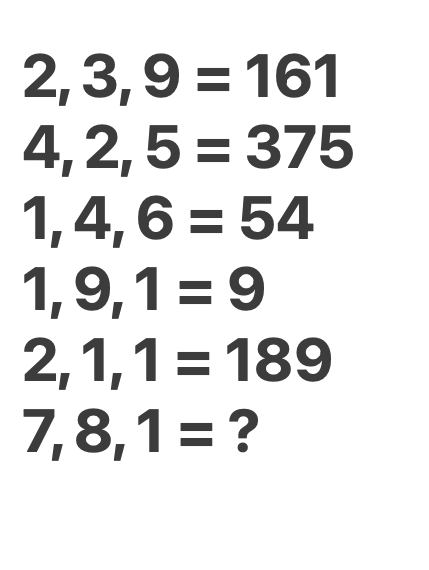 2, 3, 9 = 161
4, 2, 5 = 375
1, 4, 6 = 54
1, 9, 1 = 9
2, 1, 1 = 189
7, 8, 1 = ?